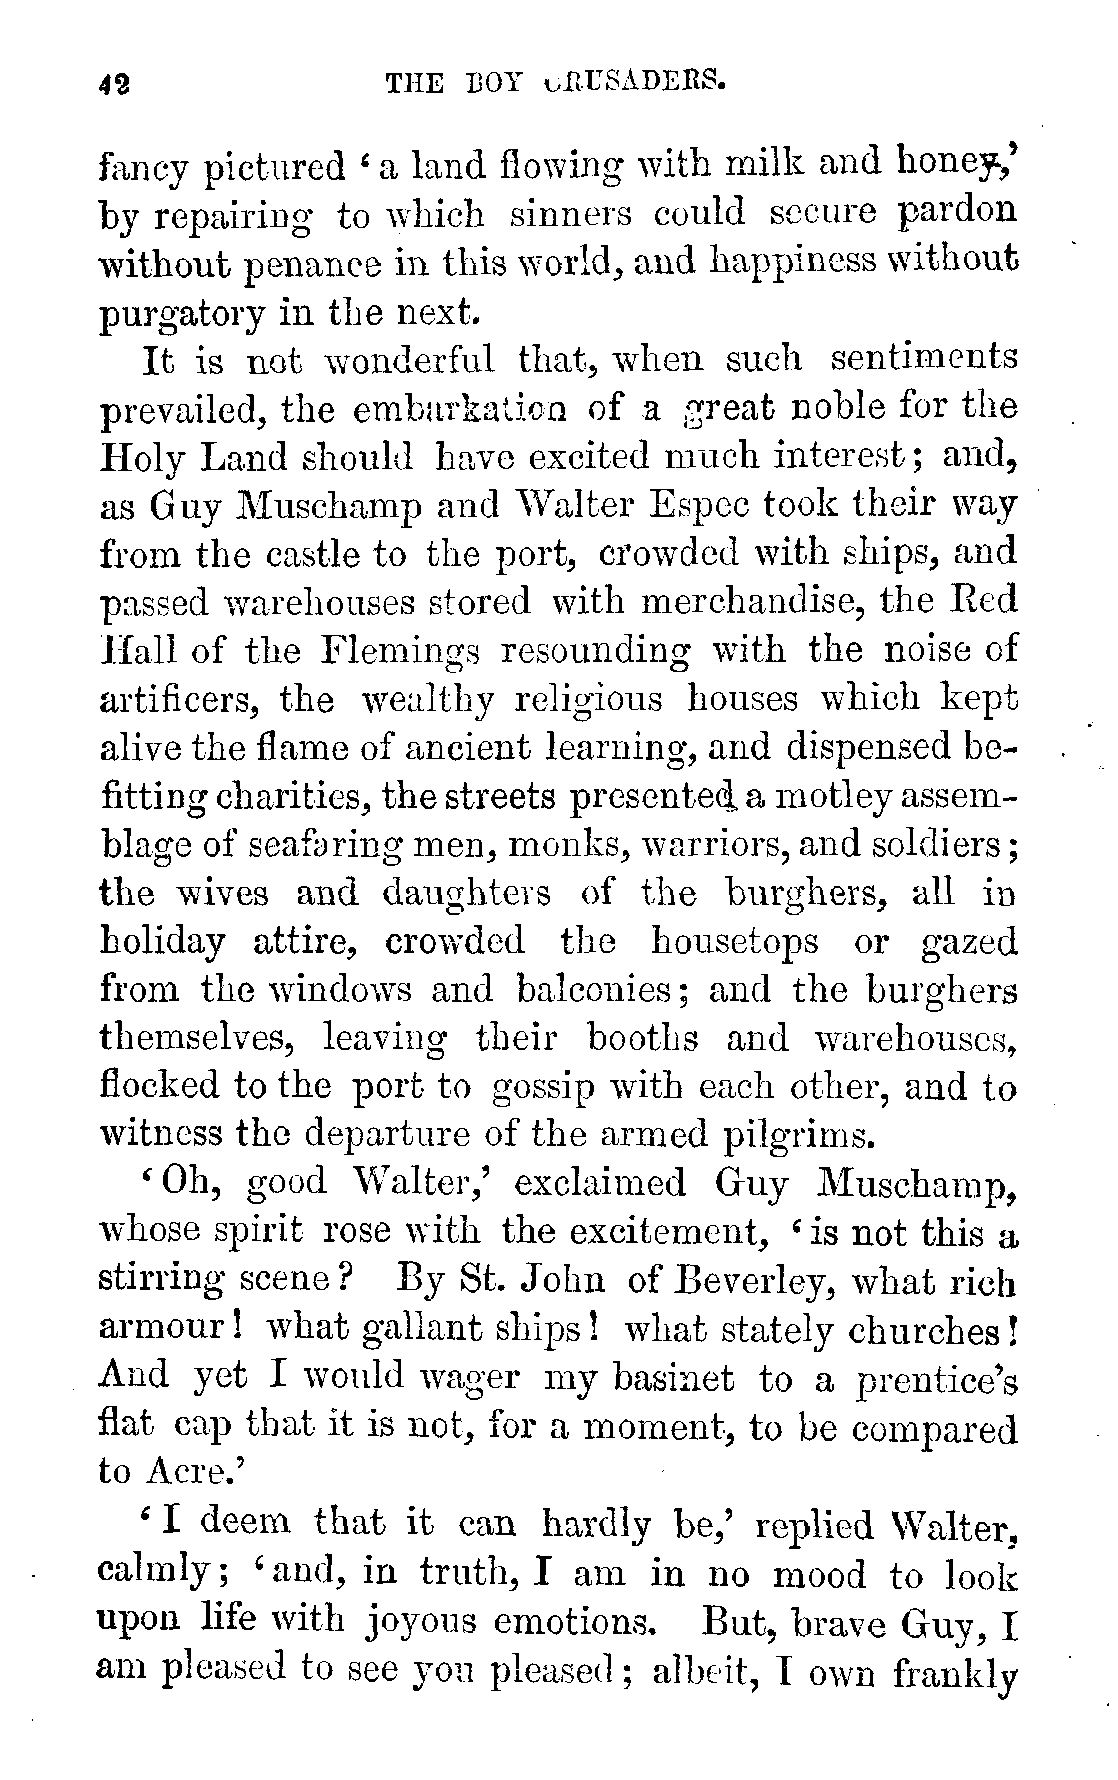 42 THE BOY CRUSADERS.
fancy pictured ‘a land flowing with milk and honey,’
by repairing to which sinners could secure pardon
without penance in this world, and happiness without
purgatory in the next.
It is not wonderful that, when such sentiments
prevailed, the embarkation of a great noble for the
Holy Land should have excited much interest; and,
as Guy Muschamp and Walter Espec took their way
from the castle to the port, crowded with ships, and
passed warehouses stored with merchandise, the Red
Hall of the Flemings resounding with the noise of
artificers, the wealthy religious houses which kept
alive the flame of ancient learning, and dispensed be-
fitting charities, the streets presented a motley assem-
blage of seafaring men, monks, warriors, and soldiers;
the wives and daughters of the burghers, all in
holiday attire, crowded the housetops or gazed
from the windows and balconies; and the burghers
themselves, leaving their booths and warehouses,
flocked to the port to gossip with each other, and to
witness the departure of the armed pilgrims.
‘Oh, good Walter,’ exclaimed Guy Muschamp,
whose spirit rose with the excitement, ‘is not this a
stirring scene? By St. John of Beverley, what rich
armour! what gallant ships! what stately churches!
And yet I would wager my basinet to a prentice’s
flat cap that it is not, for a moment, to be compared
to Acre.’
‘I deem that it can hardly be,’ replied Walter,
calmly; ‘and, in truth, I am in no mood to look
upon life with joyous emotions. But, brave Guy, I
am pleased to see you pleased; albeit, I own frankly